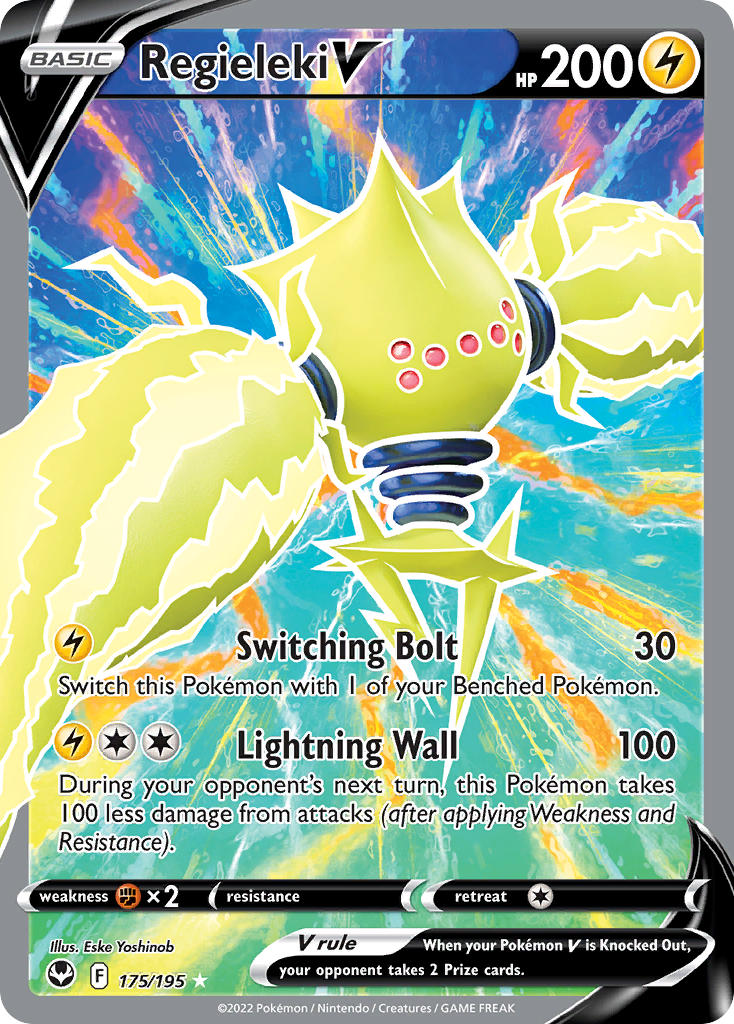 BASIC RegielekiV HP 200
Switching Bolt 30
Switch this Pokémon with 1 of your Benched Pokémon.
Lightning Wall 100
During your opponent's next turn, this Pokémon takes
100 less damage from attacks (after applying Weakness and
Resistance).
weakness ×2 resistance retreat
Illus. Eske Yoshinob
V rule When your Pokémon V is Knocked Out,
your opponent takes 2 Prize cards.
F 175/195
©2022 Pokémon / Nintendo / Creatures / GAME FREAK